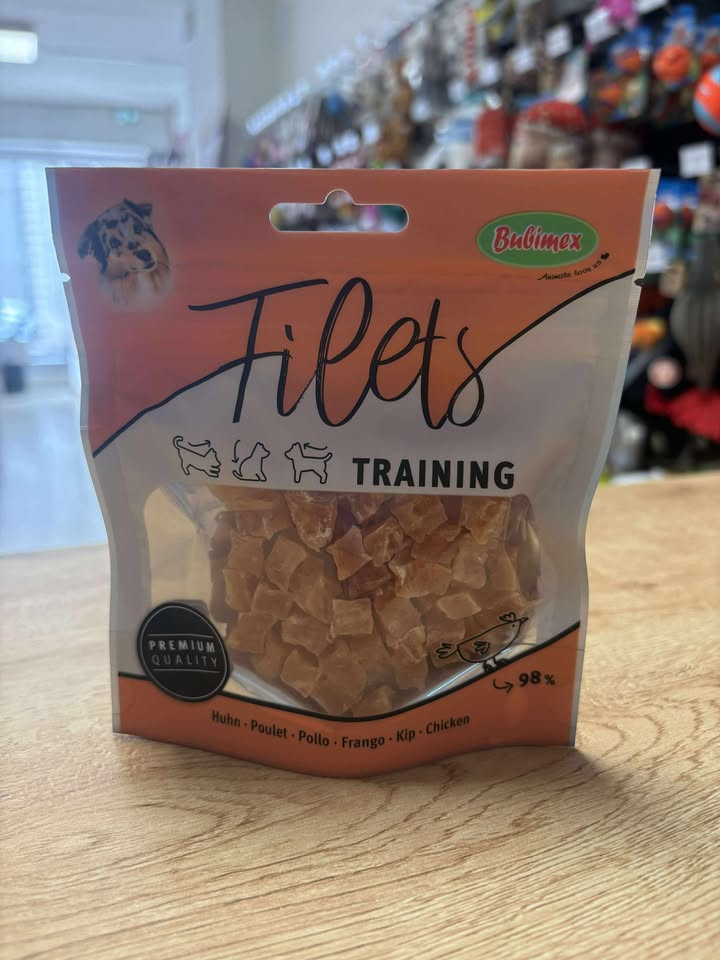 Bubimex
Animals love us
Filets
TRAINING
PREMIUM
QUALITY
98%
Huhn · Poulet · Pollo · Frango · Kip · Chicken